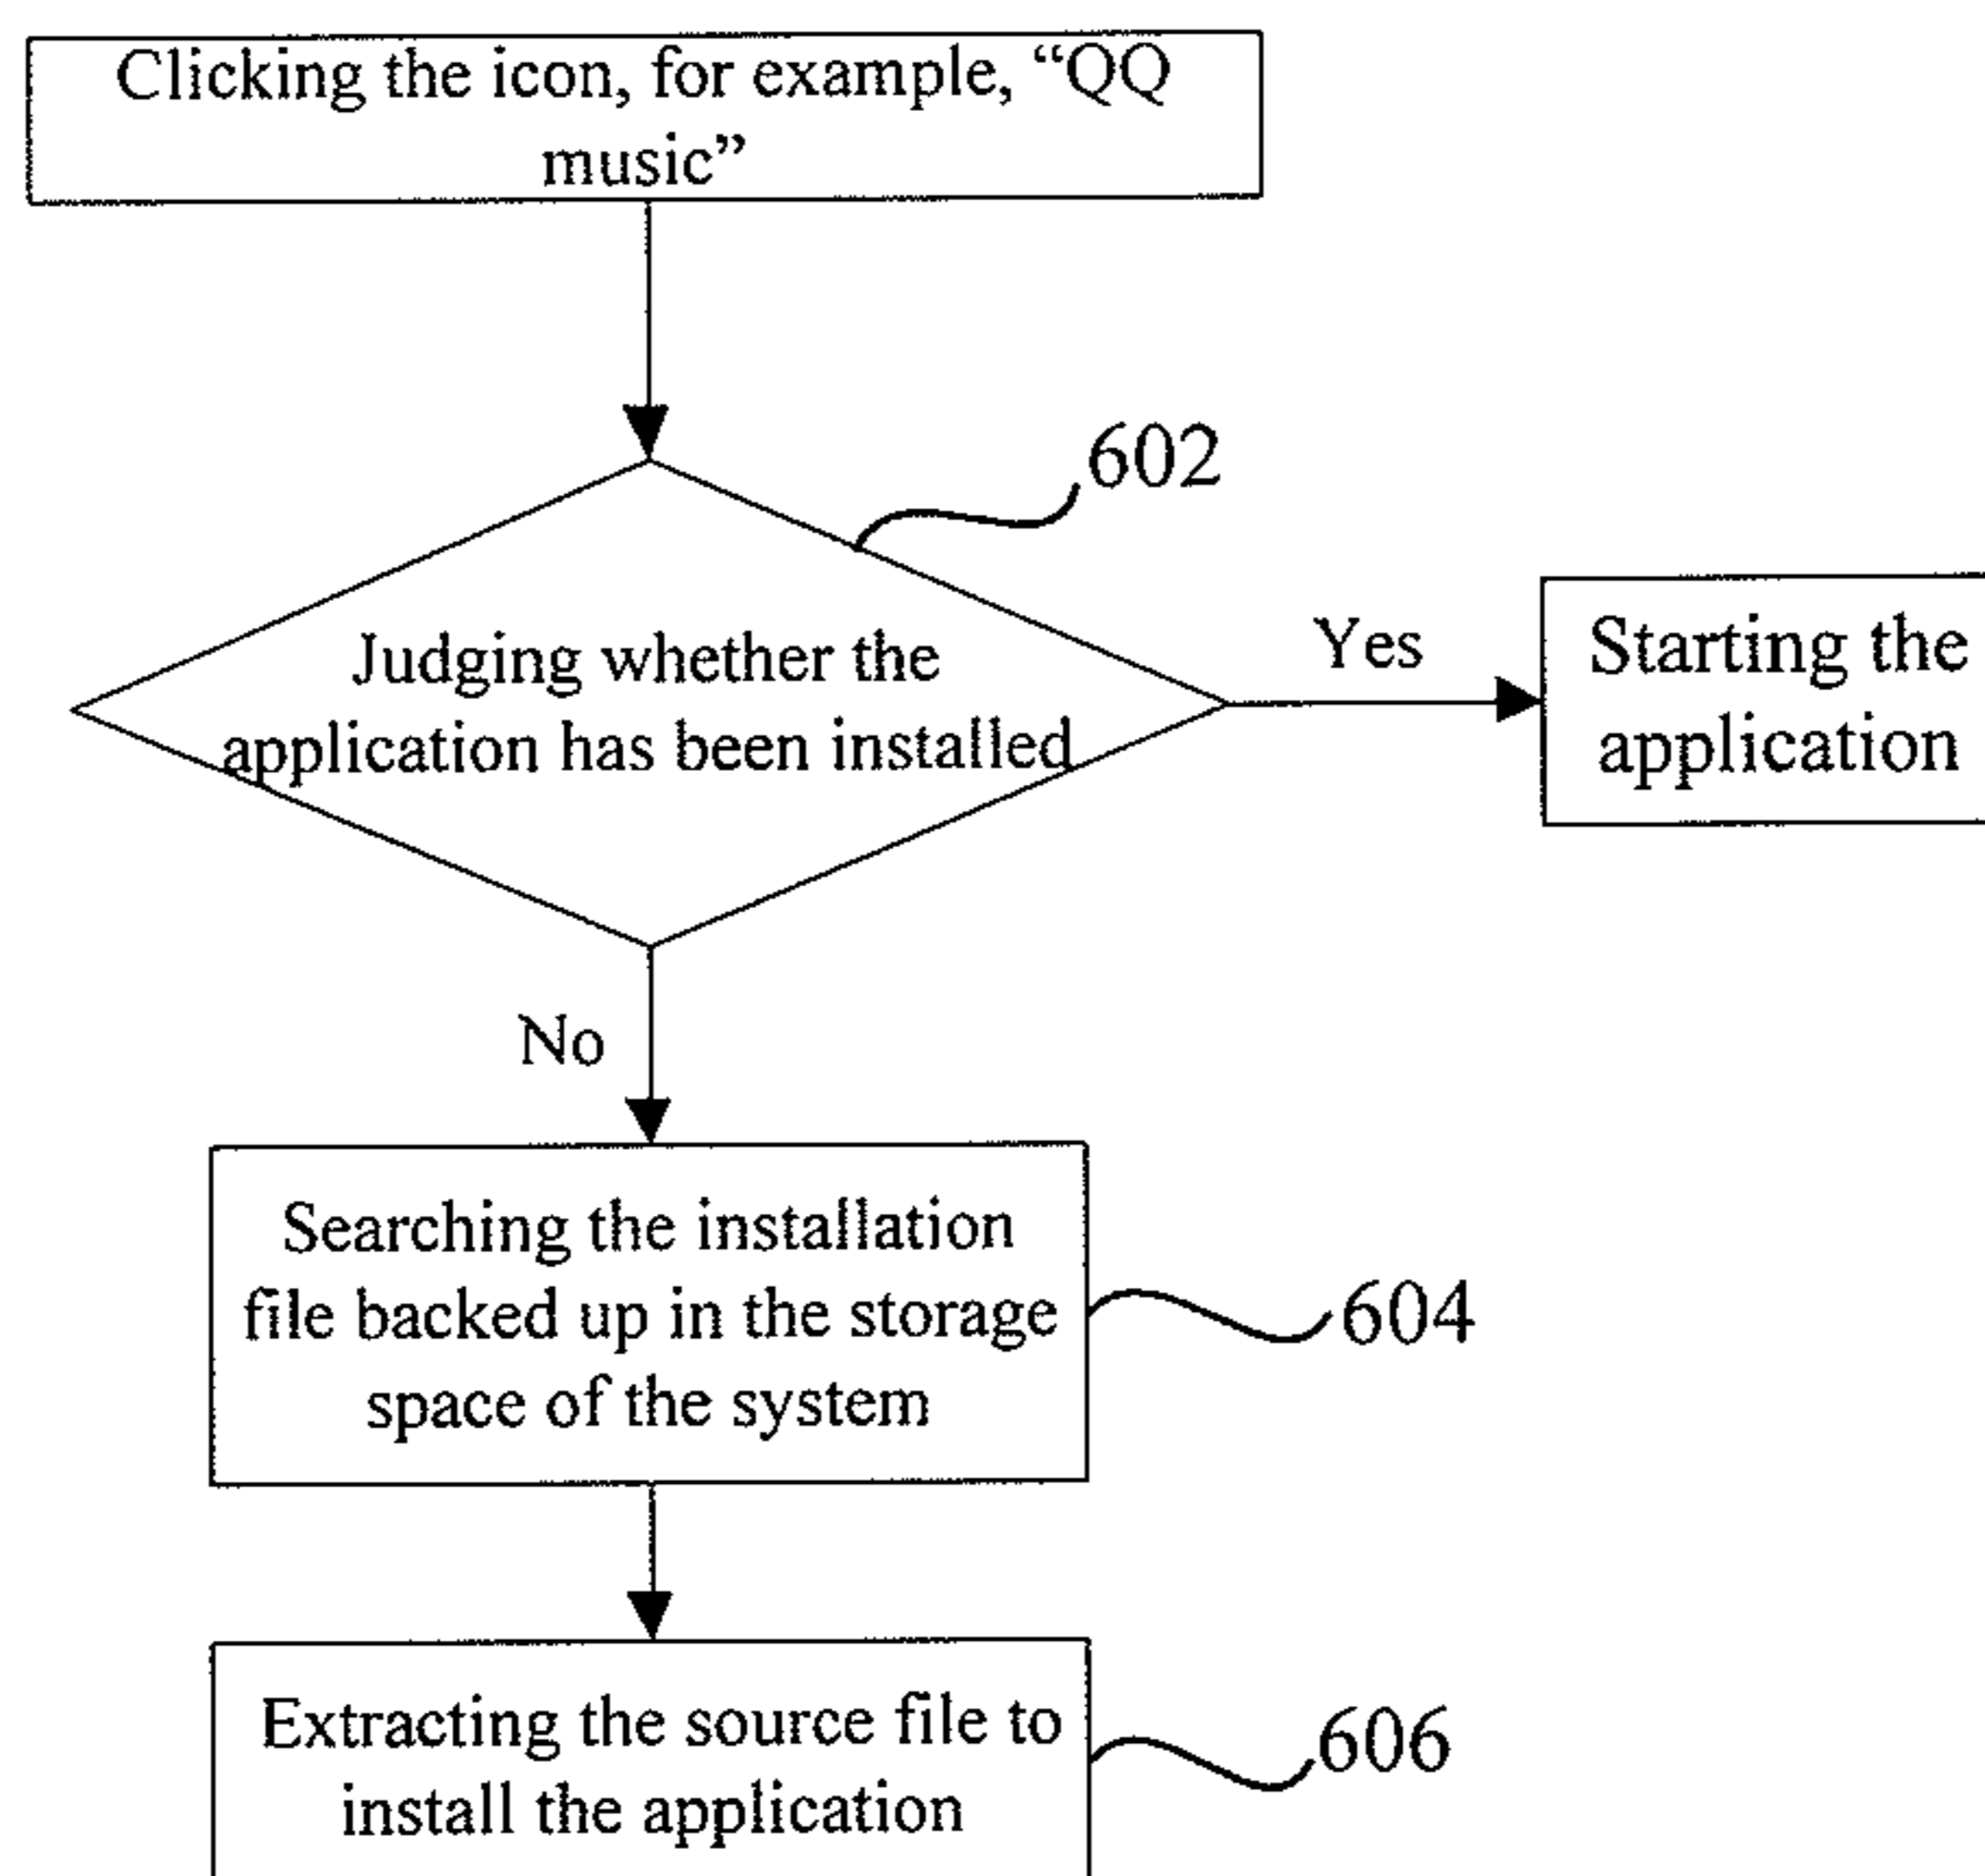 Clicking the icon, for example, “QQ
music”
602
Judging whether the
application has been installed
Yes
Starting the
application
No
Searching the installation
file backed up in the storage
space of the system
604
Extracting the source file to
install the application
606